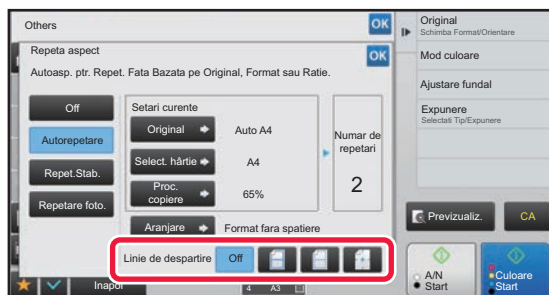 Others
OK
Repeta aspect
OK
Autoasp. ptr. Repet. Fata Bazata pe Original, Format sau Ratie.
Off
Autorepetare
Repet.Stab.
Repetare foto.
Setari curente
Original
Auto A4
Select. hârtie
A4
Proc.
copiere
65%
Numar de
repetari
2
Aranjare
Format fara spatiere
Linie de despartire
Off
Inapoi
4 A3
Original
Schimba Format/Orientare
Mod culoare
Ajustare fundal
Expunere
Selectati Tip/Expunere
Previzualiz.
CA
A/N
Start
Culoare
Start